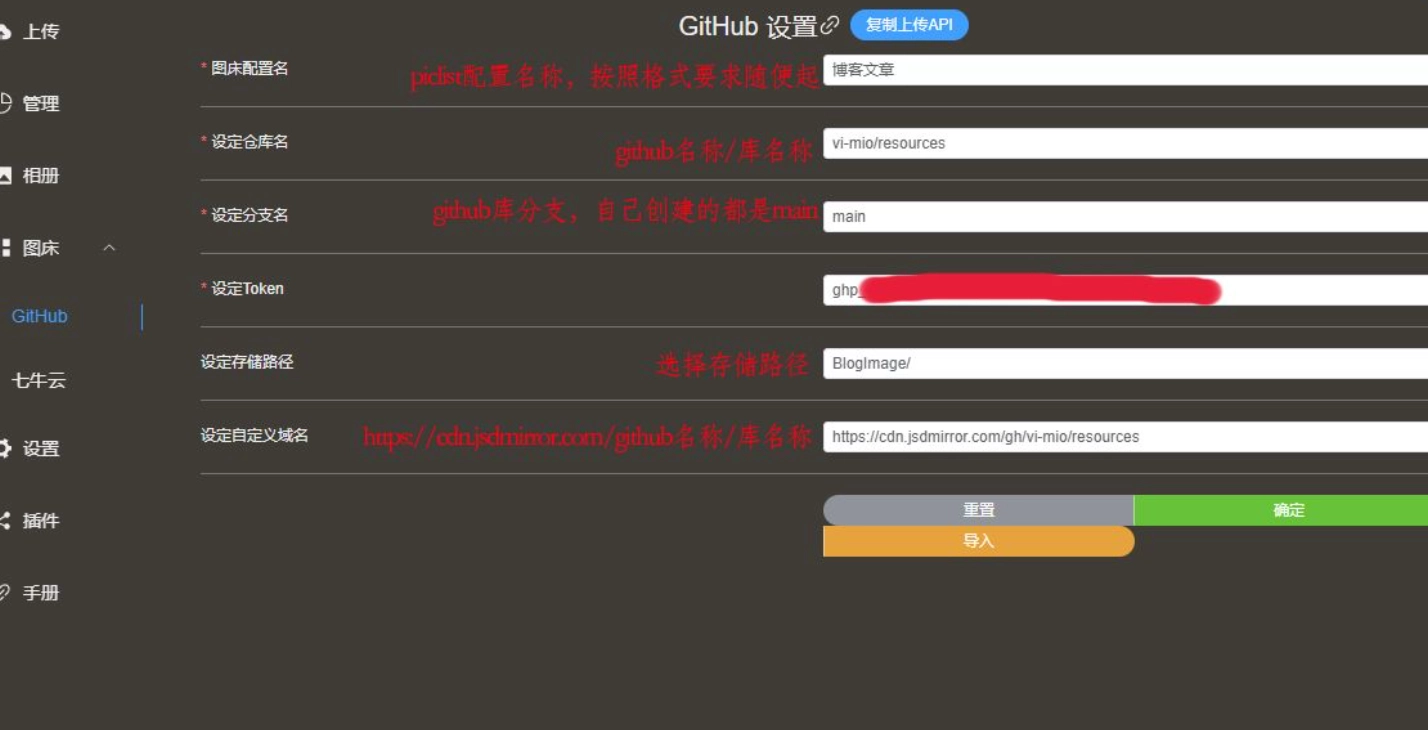 GitHub 设置 复制上传API
上传
管理
相册
图床
GitHub
七牛云
设置
插件
手册
* 图床配置名 piclist配置名称，按照格式要求随便起 博客文章
* 设定仓库名 github名称/库名称 vi-mio/resources
* 设定分支名 github库分支，自己创建的都是main main
* 设定Token ghp_
设定存储路径 选择存储路径 BlogImage/
设定自定义域名 https://cdn.jsdmirror.com/github名称/库名称 https://cdn.jsdmirror.com/gh/vi-mio/resources
重置 确定
导入